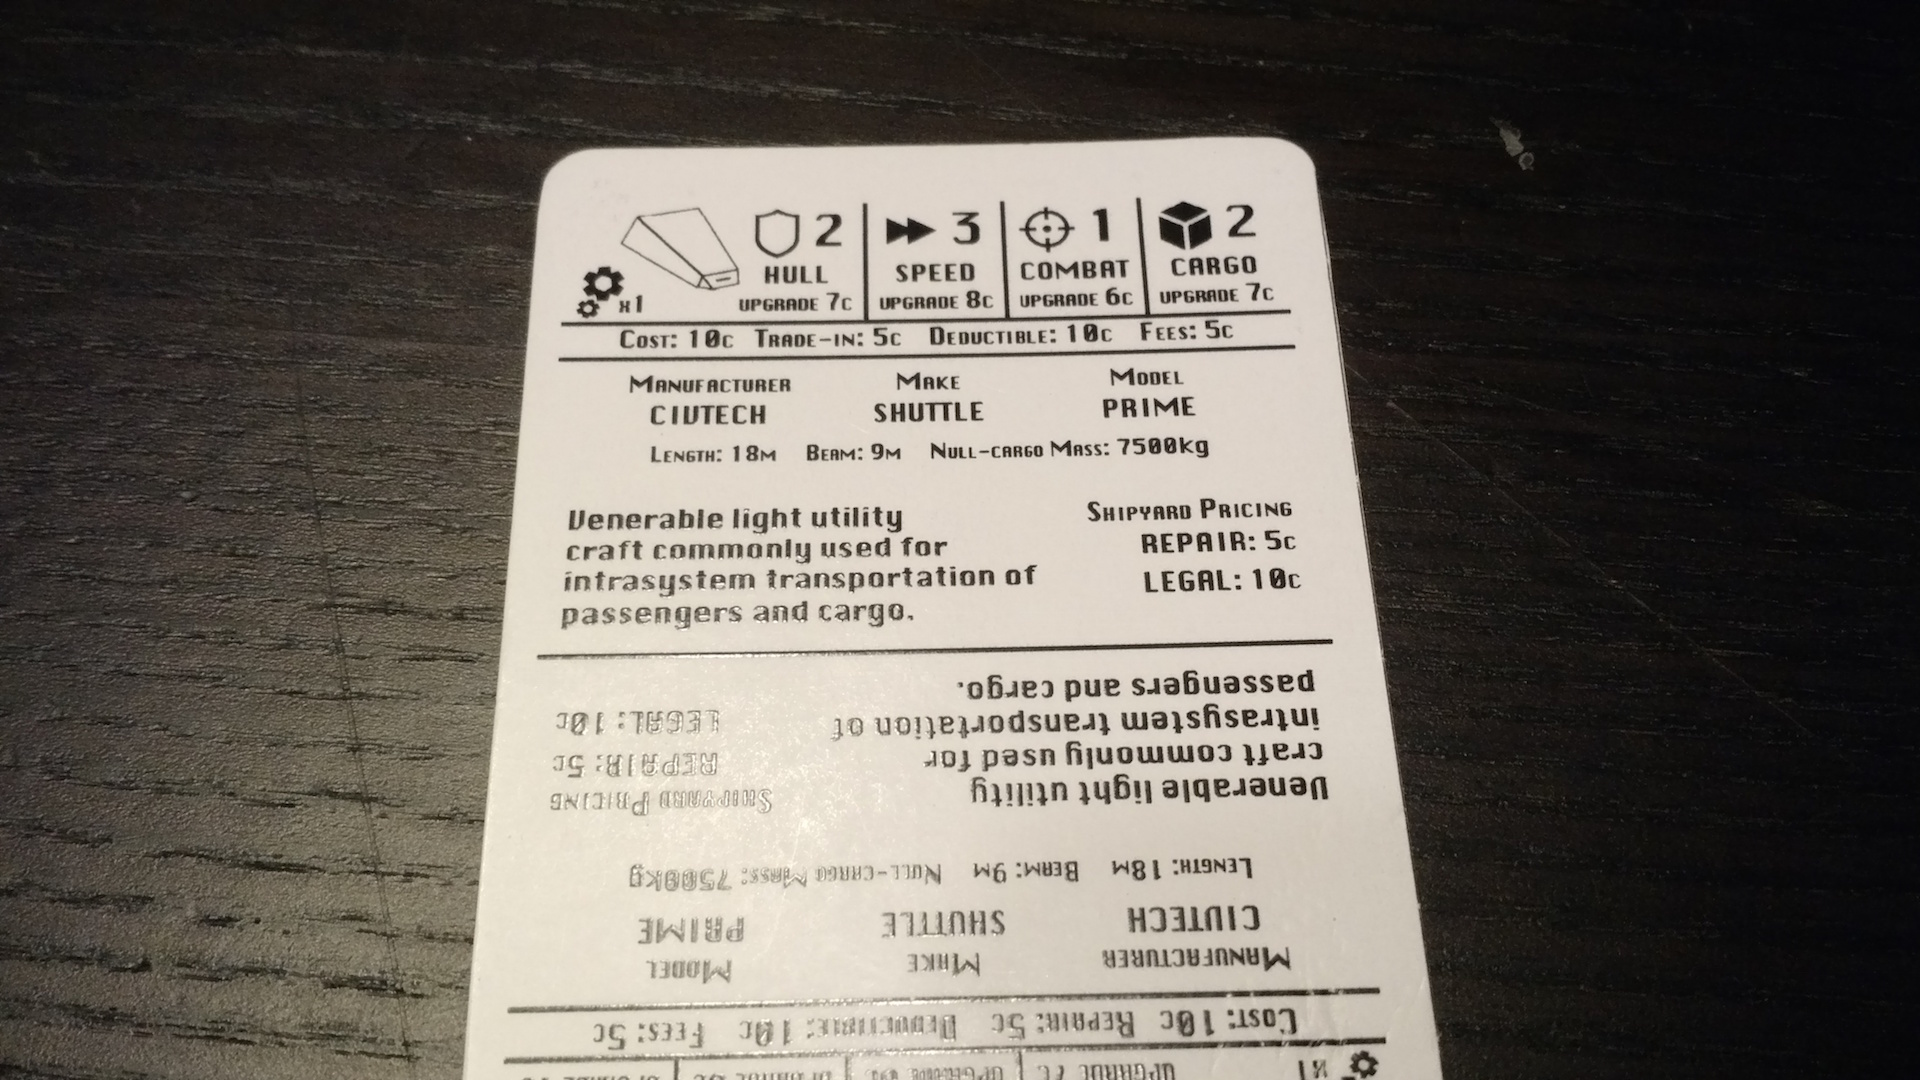 2 3 1 2
HULL SPEED COMBAT CARGO
x1 UPGRADE 7C UPGRADE 8C UPGRADE 6C UPGRADE 7C
COST: 10C TRADE-IN: 5C DEDUCTIBLE: 10C FEES: 5C
MANUFACTURER MAKE MODEL
CIVTECH SHUTTLE PRIME
LENGTH: 18M BEAM: 9M NULL-CARGO MASS: 7500kg
Venerable light utility
craft commonly used for
intrasystem transportation of
passengers and cargo.
SHIPYARD PRICING
REPAIR: 5C
LEGAL: 10C
x1 UPGRADE 7C UPGRADE
COST: 10C REPAIR: 5C DEDUCTIBLE: 10C FEES: 5C
MANUFACTURER MAKE MODEL
CIVTECH SHUTTLE PRIME
LENGTH: 18M BEAM: 9M NULL-CARGO MASS: 7500kg
Venerable light utility
craft commonly used for
intrasystem transportation of
passengers and cargo.
SHIPYARD PRICING
REPAIR: 5C
LEGAL: 10C